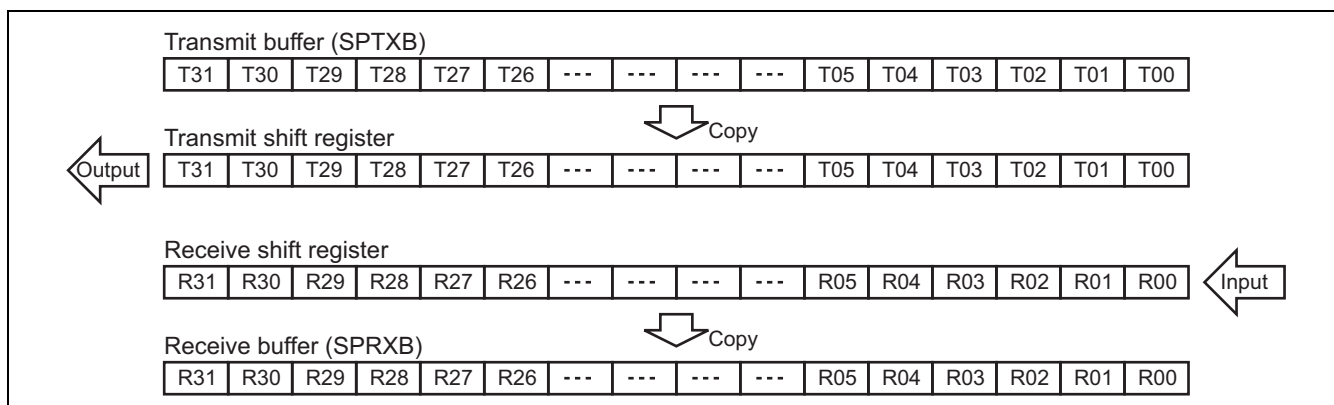 Transmit buffer (SPTXB)
T31 T30 T29 T28 T27 T26 --- --- --- --- T05 T04 T03 T02 T01 T00
Copy
Transmit shift register
Output T31 T30 T29 T28 T27 T26 --- --- --- --- T05 T04 T03 T02 T01 T00
Receive shift register
R31 R30 R29 R28 R27 R26 --- --- --- --- R05 R04 R03 R02 R01 R00 Input
Copy
Receive buffer (SPRXB)
R31 R30 R29 R28 R27 R26 --- --- --- --- R05 R04 R03 R02 R01 R00